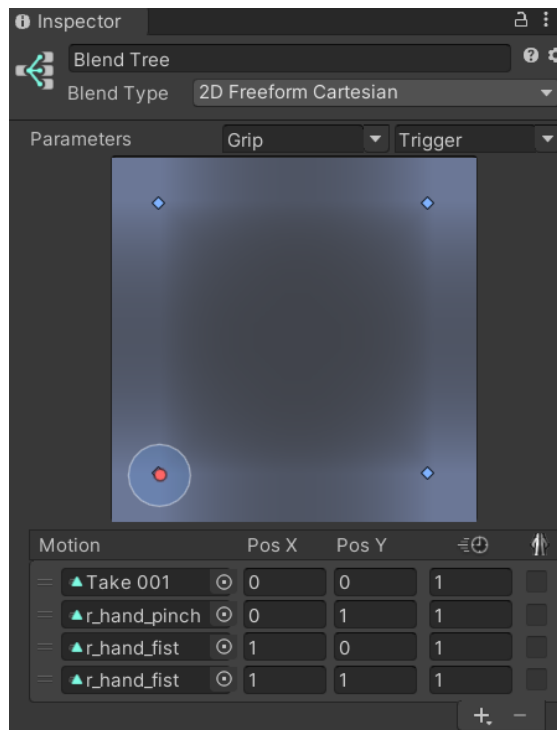 Inspector
Blend Tree
Blend Type 2D Freeform Cartesian
Parameters Grip Trigger
Motion Pos X Pos Y
Take 001 0 0 1
r_hand_pinch 0 1 1
r_hand_fist 1 0 1
r_hand_fist 1 1 1